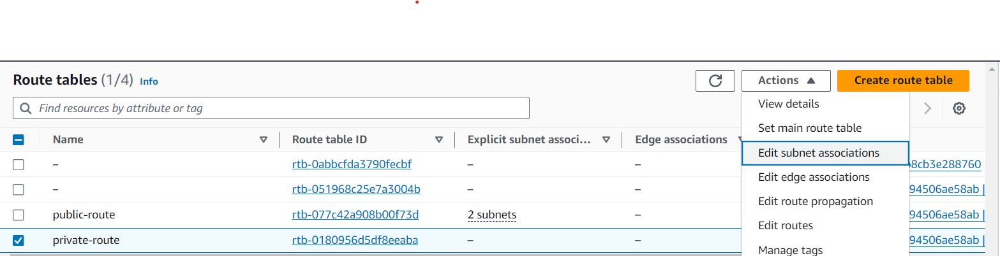 Route tables (1/4) Info
Actions
Create route table
Find resources by attribute or tag
View details
Set main route table
Edit subnet associations
Edit edge associations
Edit route propagation
Edit routes
Manage tags
Name Route table ID Explicit subnet associ... Edge associations
– rtb-0abbcfda3790fecbf – – 8cb3e288760
– rtb-051968c25e7a3004b – – 94506ae58ab |
public-route rtb-077c42a908b00f73d 2 subnets – 94506ae58ab |
private-route rtb-0180956d5df8eeaba – – 94506ae58ab |